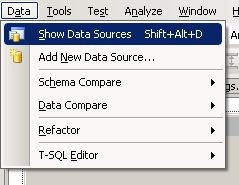 Data Tools Test Analyze Window
Show Data Sources Shift+Alt+D
Add New Data Source...
Schema Compare
Data Compare
Refactor
T-SQL Editor